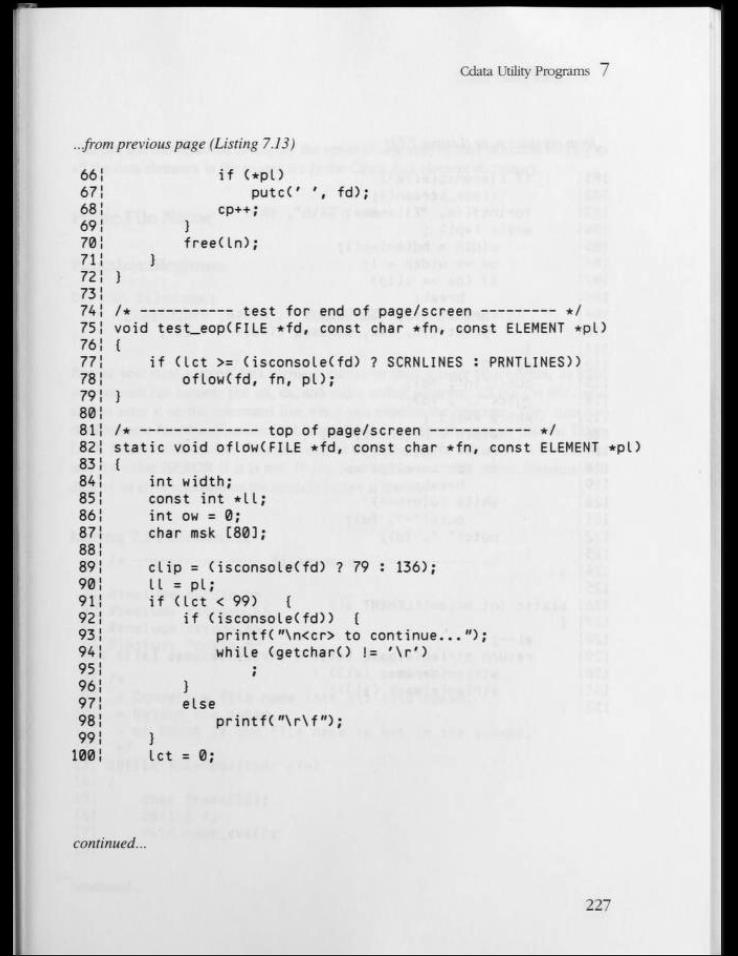 Cdata Utility Programs 7
...from previous page (Listing 7.13)
66¦ if (*pl)
67¦ putc(' ', fd);
68¦ cp++;
69¦ }
70¦ free(ln);
71¦ }
72¦ }
73¦
74¦ /* ----------- test for end of page/screen ---------- */
75¦ void test_eop(FILE *fd, const char *fn, const ELEMENT *pl)
76¦ {
77¦ if (lct >= (isconsole(fd) ? SCRNLINES : PRNTLINES))
78¦ oflow(fd, fn, pl);
79¦ }
80¦
81¦ /* -------------- top of page/screen ------------ */
82¦ static void oflow(FILE *fd, const char *fn, const ELEMENT *pl)
83¦ {
84¦ int width;
85¦ const int *ll;
86¦ int ow = 0;
87¦ char msk [80];
88¦
89¦ clip = (isconsole(fd) ? 79 : 136);
90¦ ll = pl;
91¦ if (lct < 99) {
92¦ if (isconsole(fd)) {
93¦ printf("\n<cr> to continue...");
94¦ while (getchar() != '\r')
95¦ ;
96¦ }
97¦ else
98¦ printf("\r\f");
99¦ }
100¦ lct = 0;
continued...
227